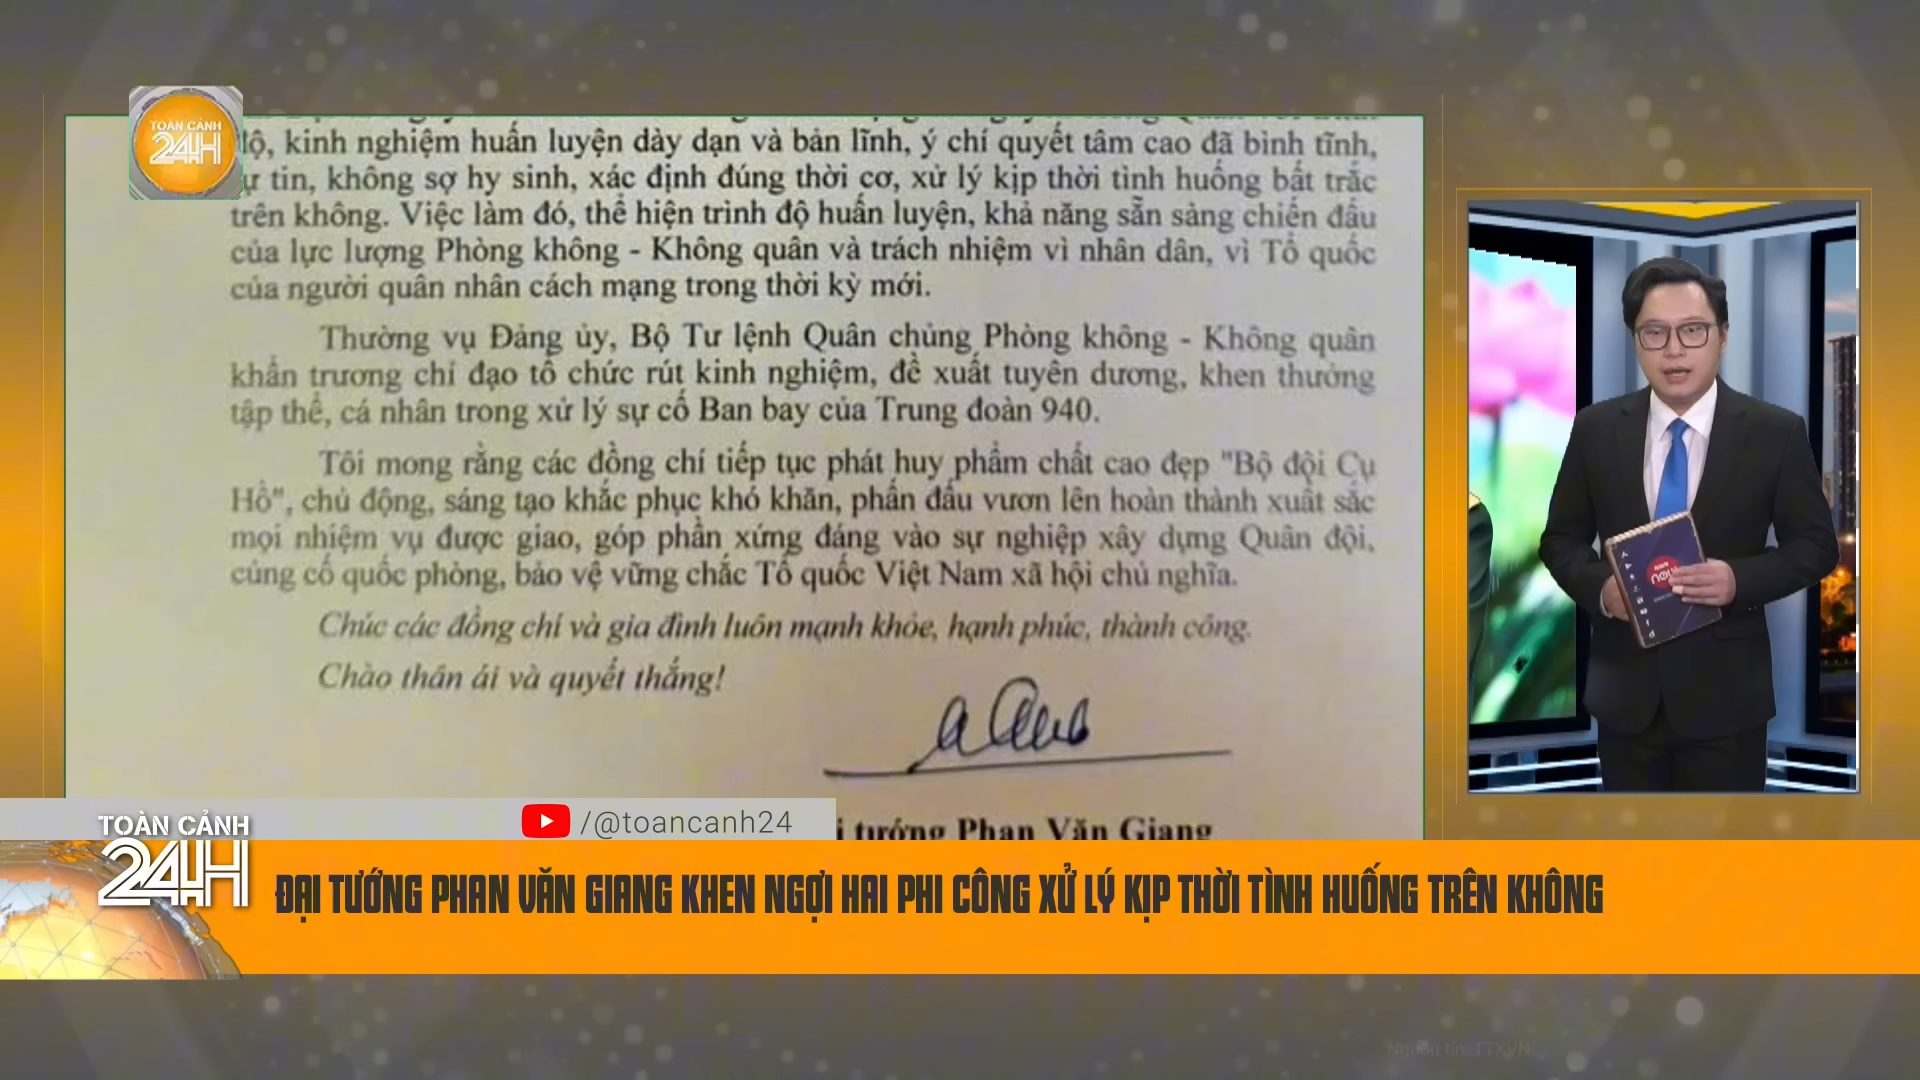 TOÀN CẢNH
24H
độ, kinh nghiệm huấn luyện dày dạn và bản lĩnh, ý chí quyết tâm cao đã bình tĩnh,
tự tin, không sợ hy sinh, xác định đúng thời cơ, xử lý kịp thời tình huống bất trắc
trên không. Việc làm đó, thể hiện trình độ huấn luyện, khả năng sẵn sàng chiến đấu
của lực lượng Phòng không - Không quân và trách nhiệm vì nhân dân, vì Tổ quốc
của người quân nhân cách mạng trong thời kỳ mới.
Thường vụ Đảng ủy, Bộ Tư lệnh Quân chủng Phòng không - Không quân
khẩn trương chỉ đạo tổ chức rút kinh nghiệm, đề xuất tuyên dương, khen thưởng
tập thể, cá nhân trong xử lý sự cố Ban bay của Trung đoàn 940.
Tôi mong rằng các đồng chí tiếp tục phát huy phẩm chất cao đẹp "Bộ đội Cụ
Hồ", chủ động, sáng tạo khắc phục khó khăn, phấn đấu vươn lên hoàn thành xuất sắc
mọi nhiệm vụ được giao, góp phần xứng đáng vào sự nghiệp xây dựng Quân đội,
củng cố quốc phòng, bảo vệ vững chắc Tổ quốc Việt Nam xã hội chủ nghĩa.
Chúc các đồng chí và gia đình luôn mạnh khỏe, hạnh phúc, thành công.
Chào thân ái và quyết thắng!
tướng Phan Văn Giang
/@toancanh24
TOÀN CẢNH
24H
ĐẠI TƯỚNG PHAN VĂN GIANG KHEN NGỢI HAI PHI CÔNG XỬ LÝ KỊP THỜI TÌNH HUỐNG TRÊN KHÔNG
Nguồn tin: TTXVN